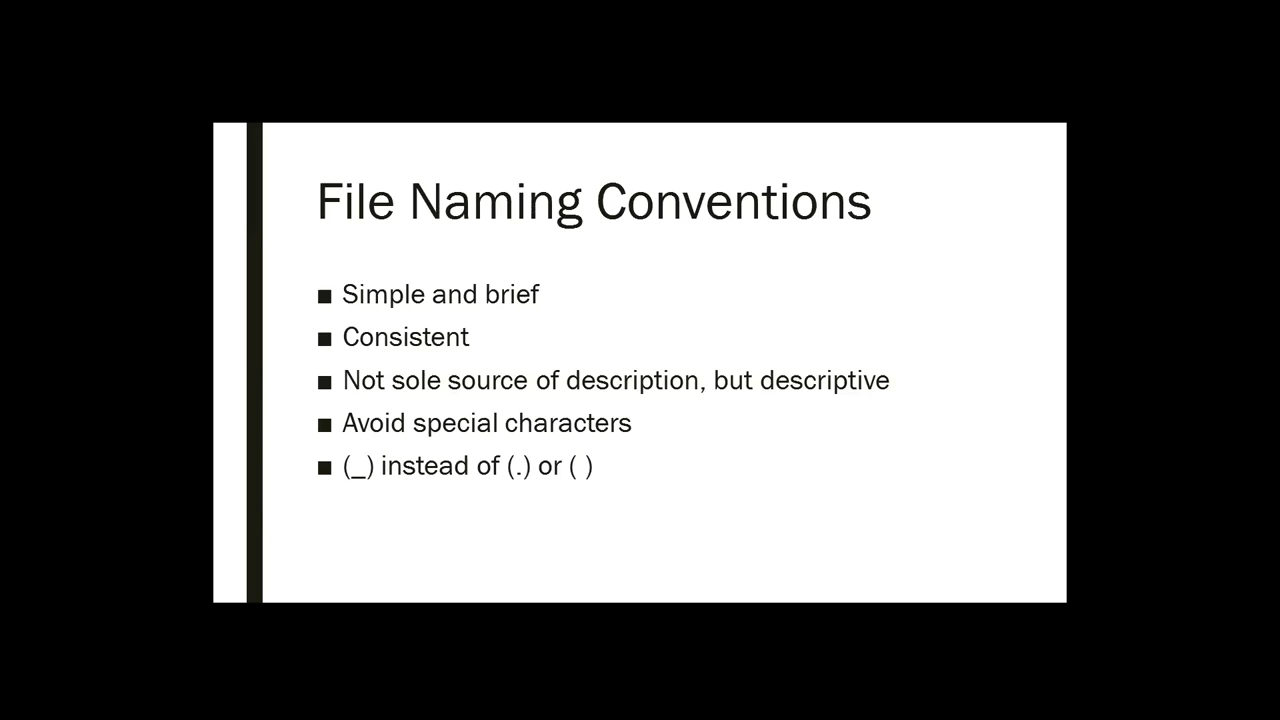 File Naming Conventions
■ Simple and brief
■ Consistent
■ Not sole source of description, but descriptive
■ Avoid special characters
■ (_) instead of (.) or ( )